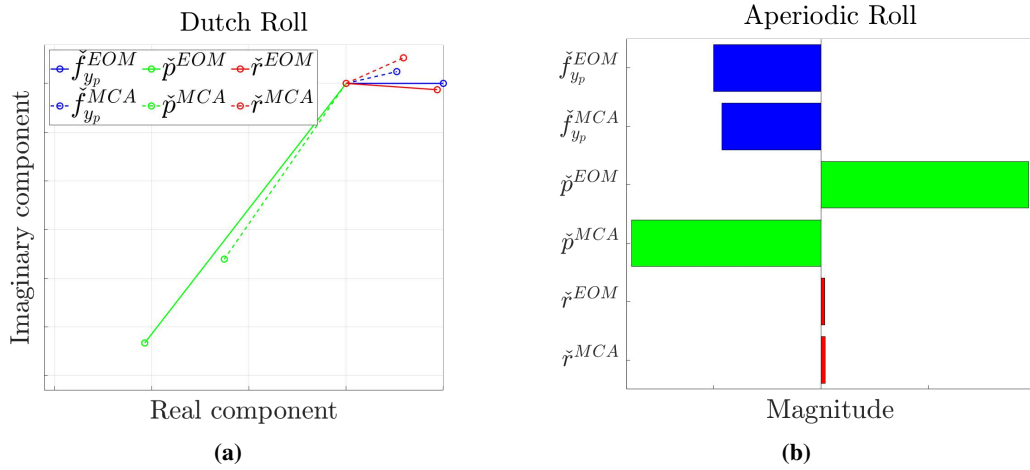 Dutch Roll
f̌_{y_p}^{EOM} p̌^{EOM} ř^{EOM}
f̌_{y_p}^{MCA} p̌^{MCA} ř^{MCA}
Imaginary component
Real component
(a)
Aperiodic Roll
f̌_{y_p}^{EOM}
f̌_{y_p}^{MCA}
p̌^{EOM}
p̌^{MCA}
ř^{EOM}
ř^{MCA}
Magnitude
(b)